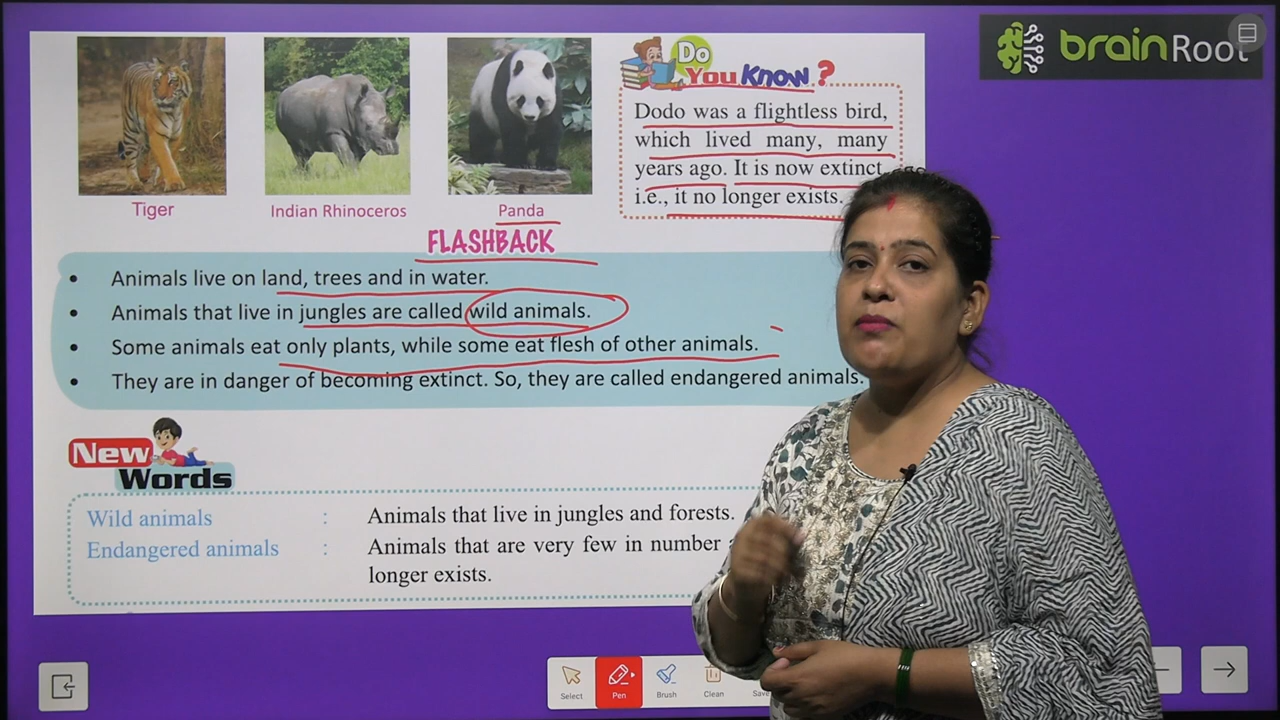 brainRoot
Do
You Know ?
Dodo was a flightless bird,
which lived many, many
years ago. It is now extinct
i.e., it no longer exists.
Tiger
Indian Rhinoceros
Panda
FLASHBACK
• Animals live on land, trees and in water.
• Animals that live in jungles are called wild animals.
• Some animals eat only plants, while some eat flesh of other animals.
• They are in danger of becoming extinct. So, they are called endangered animals.
New
Words
Wild animals : Animals that live in jungles and forests.
Endangered animals : Animals that are very few in number
longer exists.
Select
Pen
Brush
Clean
Save